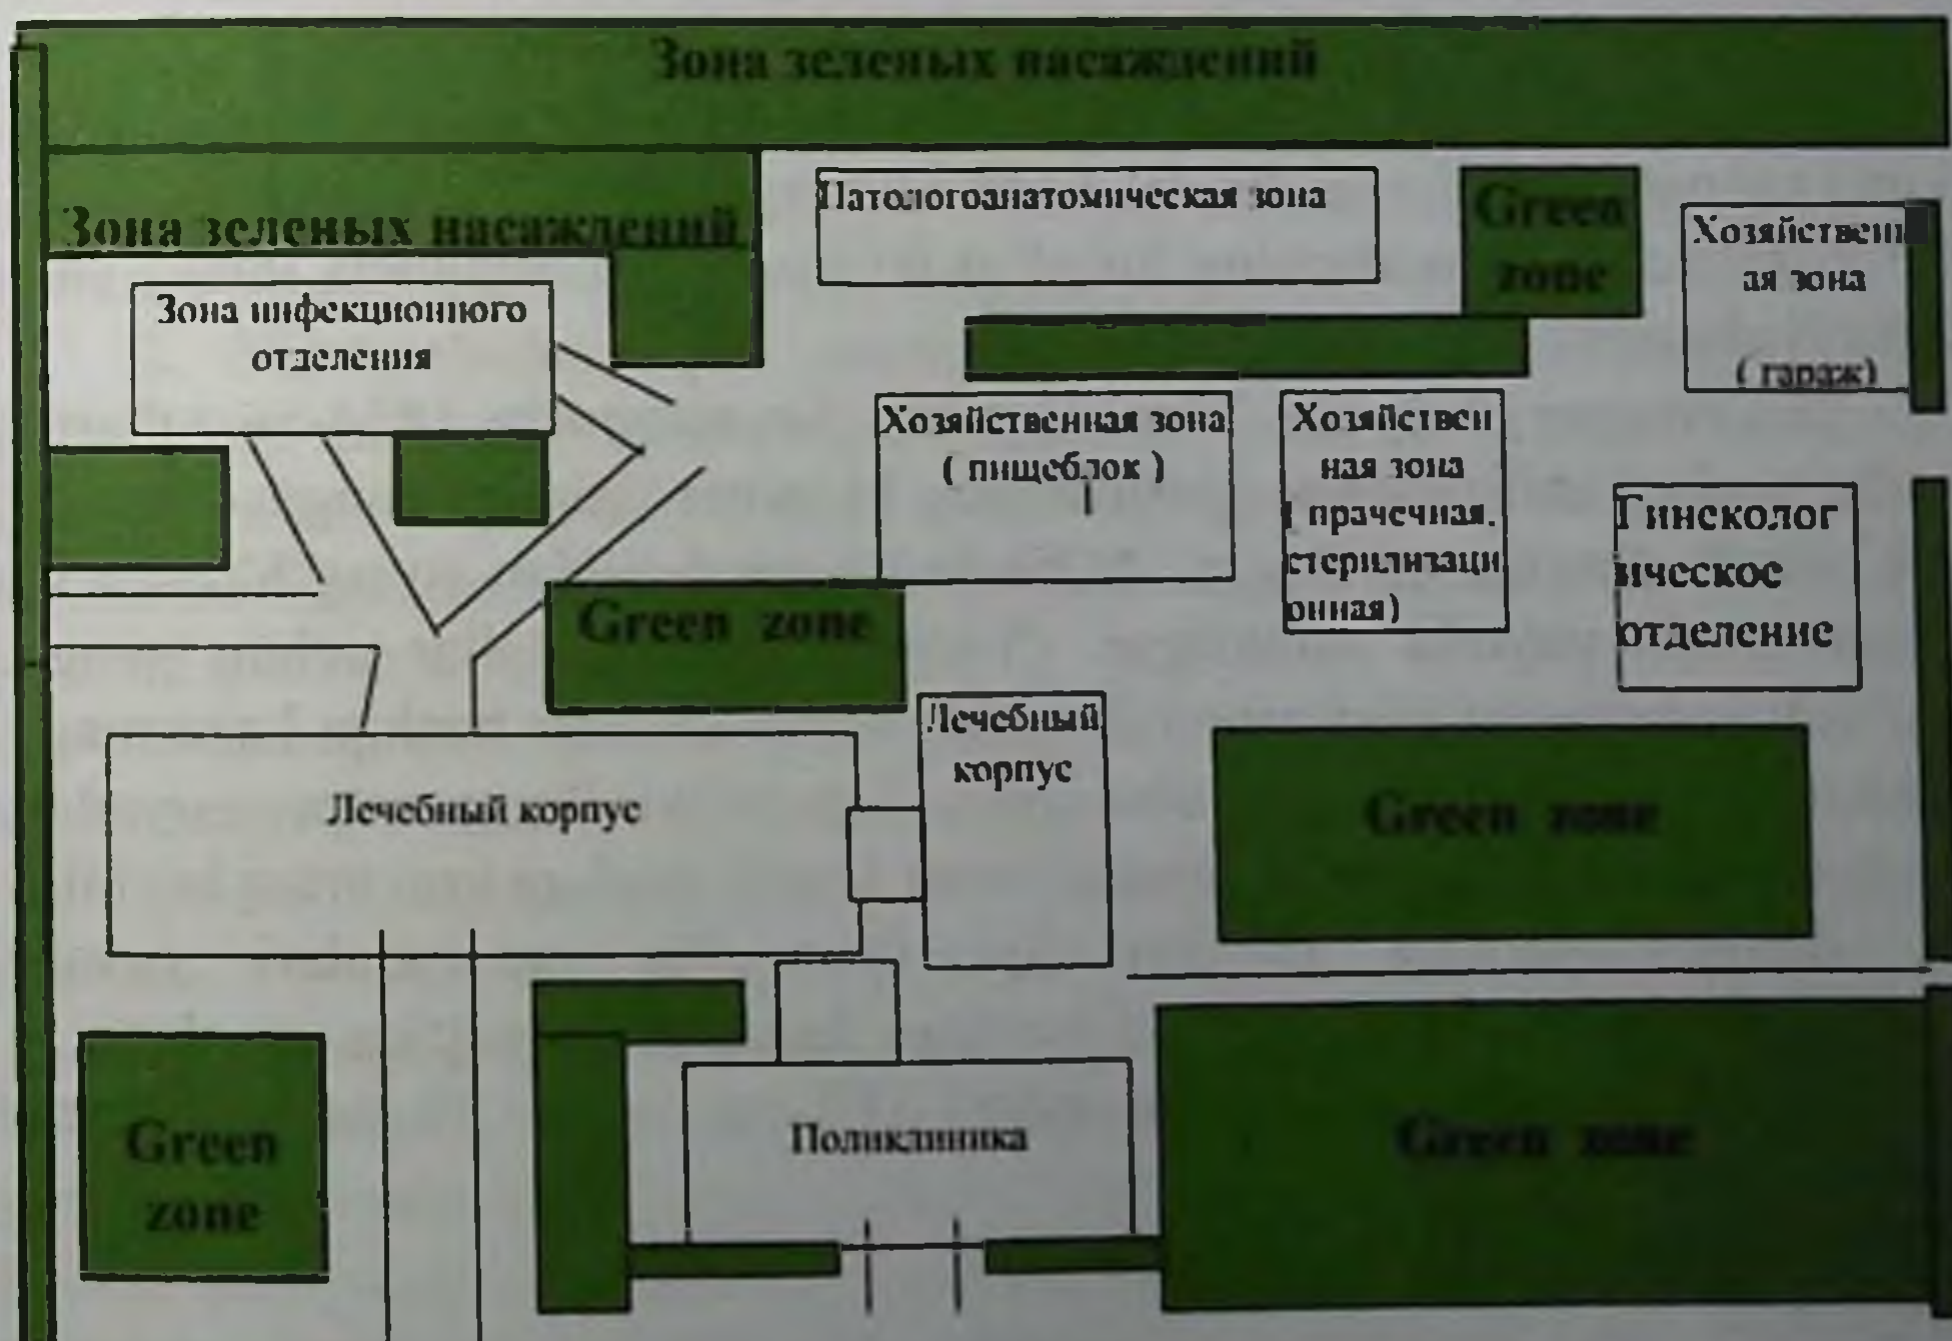 Зона зеленых насаждений
Зона зеленых насаждений
Патологоанатомическая зона
Green
zone
Хозяйственн
ая зона
( гараж)
Зона инфекционного
отделения
Хозяйственная зона
( пищеблок )
Хозяйствен
ная зона
( прачечная.
стерилизаци
онная)
Гинеколог
ическое
отделение
Green zone
Лечебный
корпус
Лечебный корпус
Green zone
Green
zone
Поликлиника
Green zone